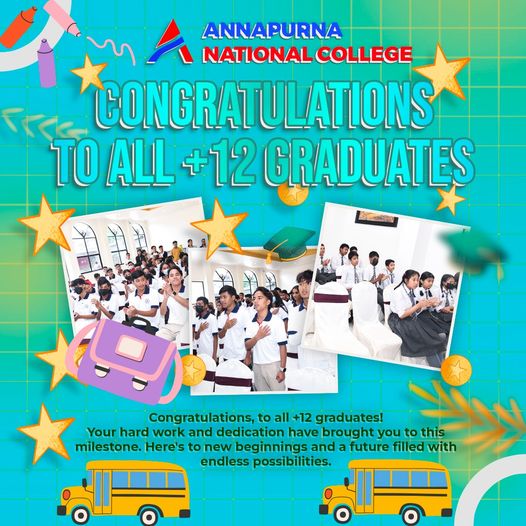 ANNAPURNA
NATIONAL COLLEGE
CONGRATULATIONS
TO ALL +12 GRADUATES
Congratulations, to all +12 graduates!
Your hard work and dedication have brought you to this
milestone. Here's to new beginnings and a future filled with
endless possibilities.